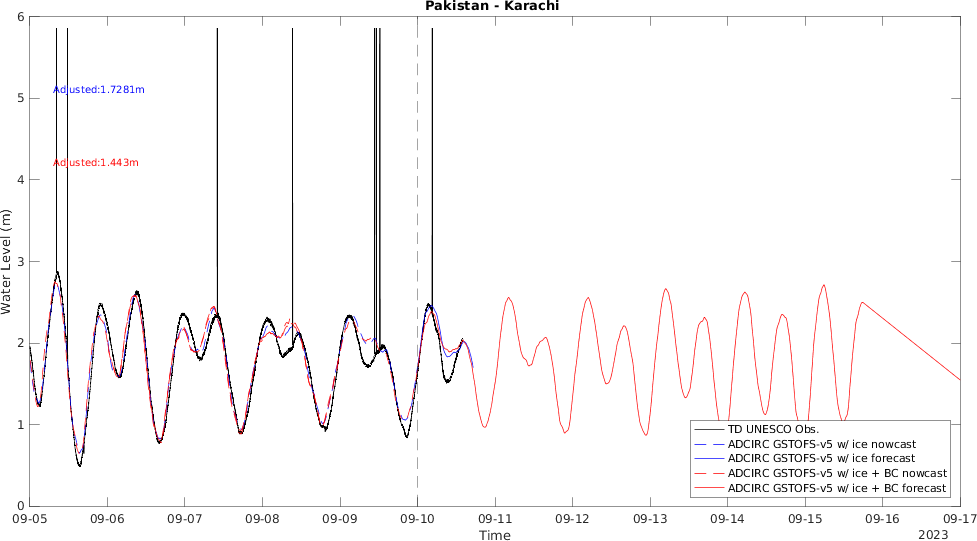 Pakistan - Karachi
6
5
4
3
2
1
0
Water Level (m)
Adjusted:1.7281m
Adjusted:1.443m
TD UNESCO Obs.
ADCIRC GSTOFS-v5 w/ ice nowcast
ADCIRC GSTOFS-v5 w/ ice forecast
ADCIRC GSTOFS-v5 w/ ice + BC nowcast
ADCIRC GSTOFS-v5 w/ ice + BC forecast
09-05 09-06 09-07 09-08 09-09 09-10 09-11 09-12 09-13 09-14 09-15 09-16 09-17
Time
2023